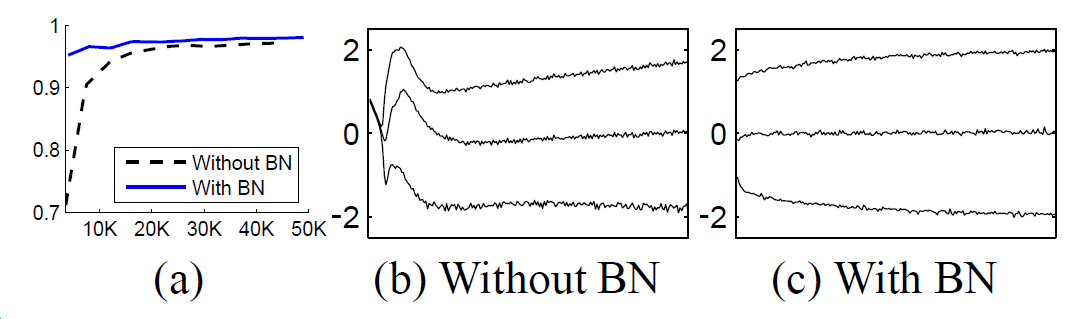 1
0.9
0.8
0.7
10K 20K 30K 40K 50K
Without BN
With BN
(a)
2
0
-2
(b) Without BN
2
0
-2
(c) With BN